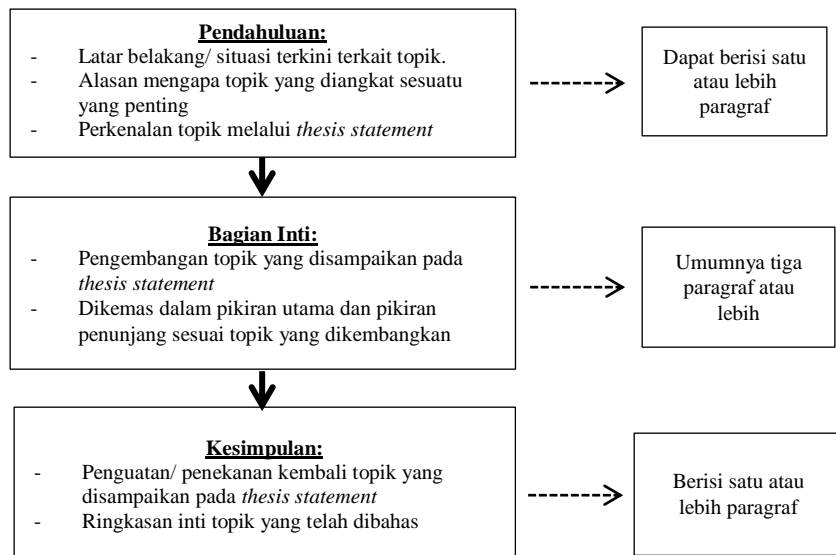 Pendahuluan:
- Latar belakang/ situasi terkini terkait topik.
- Alasan mengapa topik yang diangkat sesuatu
yang penting
- Perkenalan topik melalui thesis statement
Dapat berisi satu
atau lebih
paragraf
Bagian Inti:
- Pengembangan topik yang disampaikan pada
thesis statement
- Dikemas dalam pikiran utama dan pikiran
penunjang sesuai topik yang dikembangkan
Umumnya tiga
paragraf atau
lebih
Kesimpulan:
- Penguatan/ penekanan kembali topik yang
disampaikan pada thesis statement
- Ringkasan inti topik yang telah dibahas
Berisi satu atau
lebih paragraf